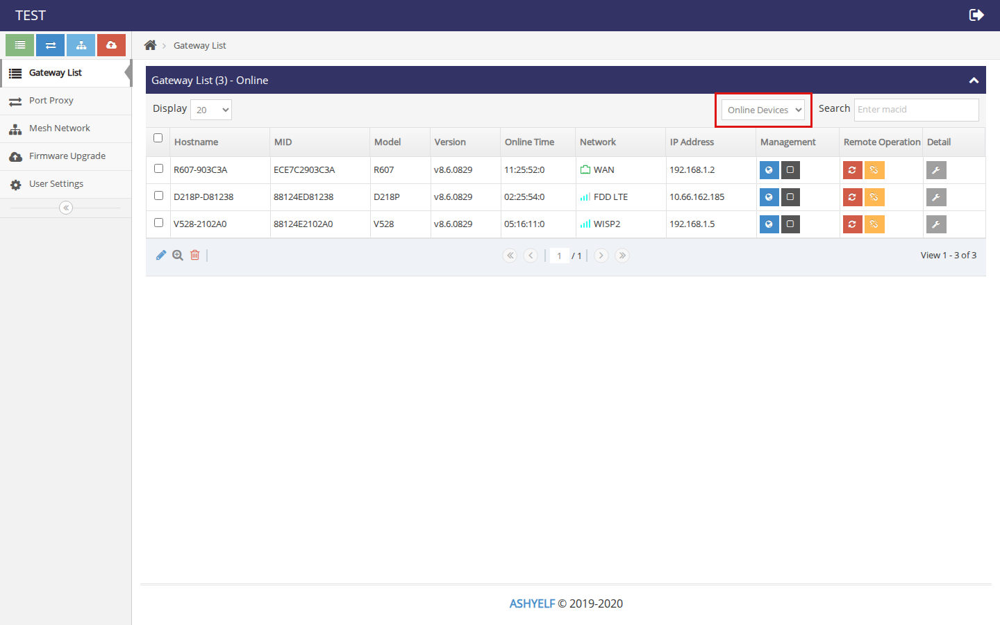 TEST
Gateway List
Gateway List
Port Proxy
Mesh Network
Firmware Upgrade
User Settings
Gateway List (3) - Online
Display 20 Online Devices Search Enter macid
Hostname MID Model Version Online Time Network IP Address Management Remote Operation Detail
R607-903C3A ECE7C2903C3A R607 v8.6.0829 11:25:52:0 WAN 192.168.1.2
D218P-D81238 88124ED81238 D218P v8.6.0829 02:25:54:0 FDD LTE 10.66.162.185
V528-2102A0 88124E2102A0 V528 v8.6.0829 05:16:11:0 WISP2 192.168.1.5
1 / 1 View 1 - 3 of 3
ASHYELF © 2019-2020